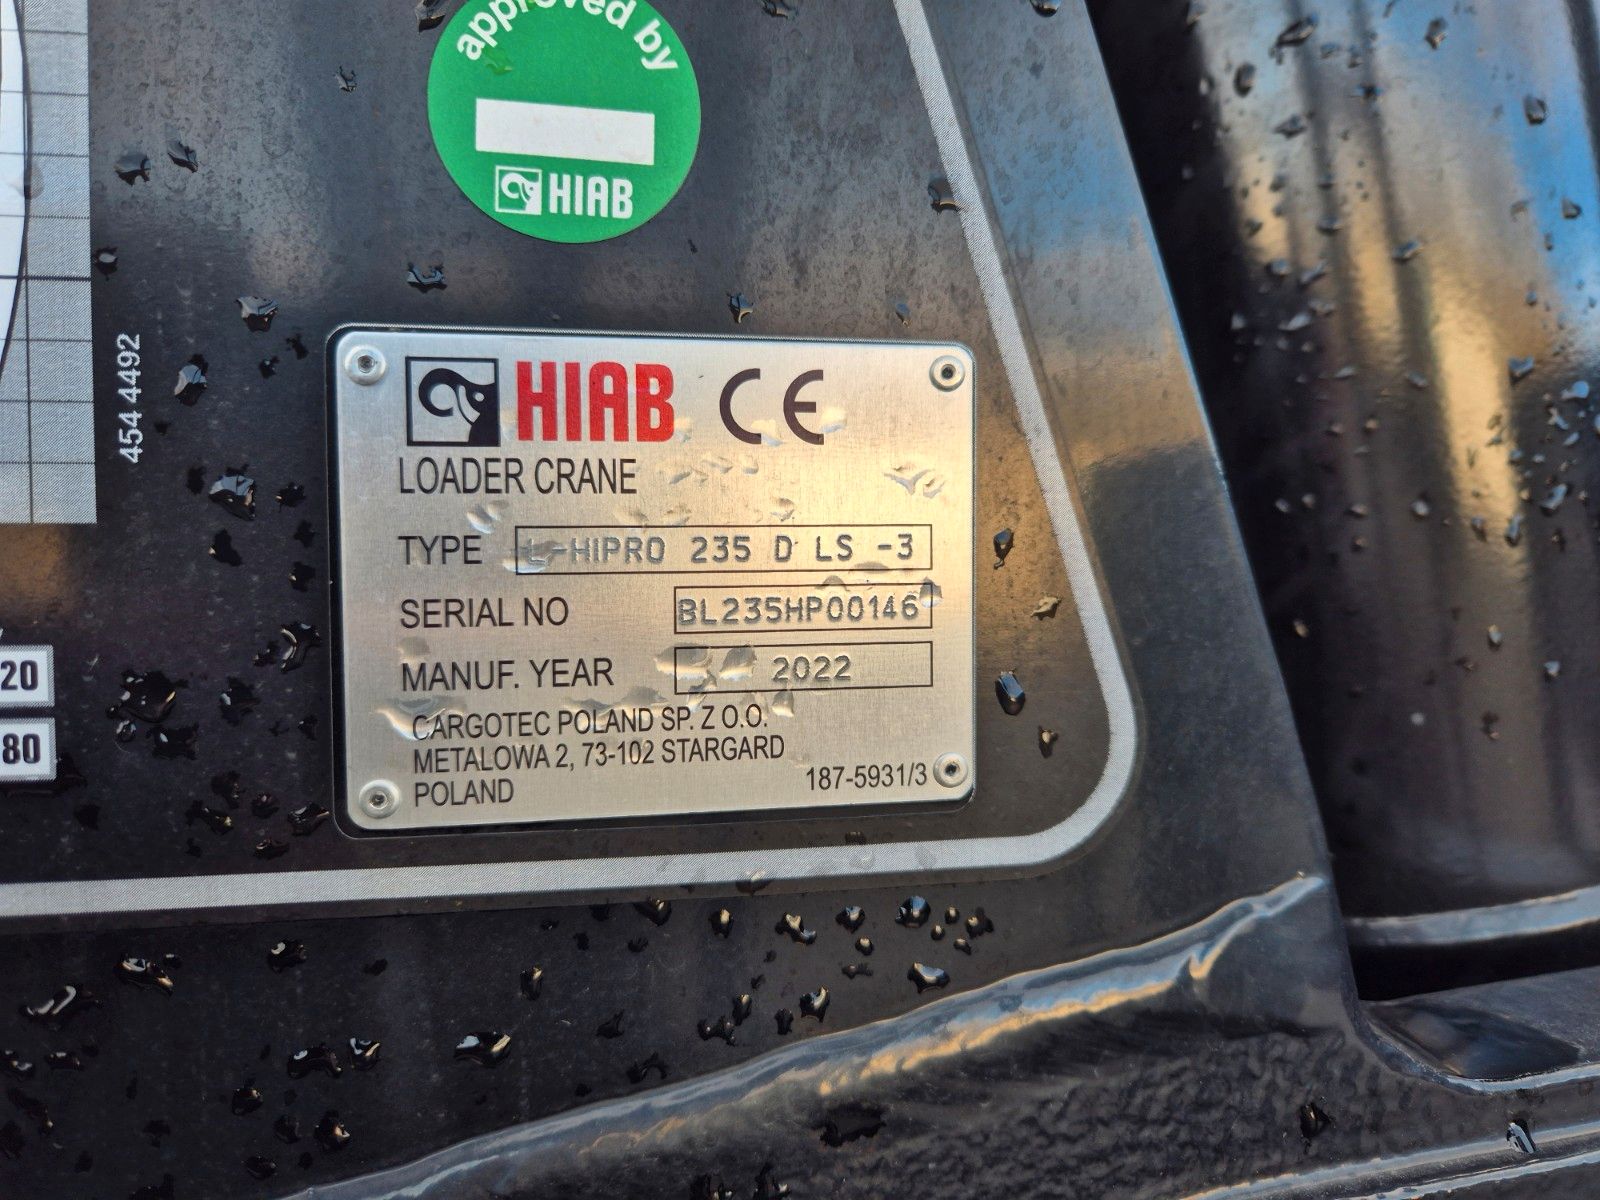 approved by
HIAB
454 4492
HIAB CE
LOADER CRANE
TYPE L-HIPRO 235 D LS -3
SERIAL NO BL235HP00146
MANUF. YEAR 2022
CARGOTEC POLAND SP. Z O.O.
METALOWA 2, 73-102 STARGARD
POLAND
187-5931/3
20
80